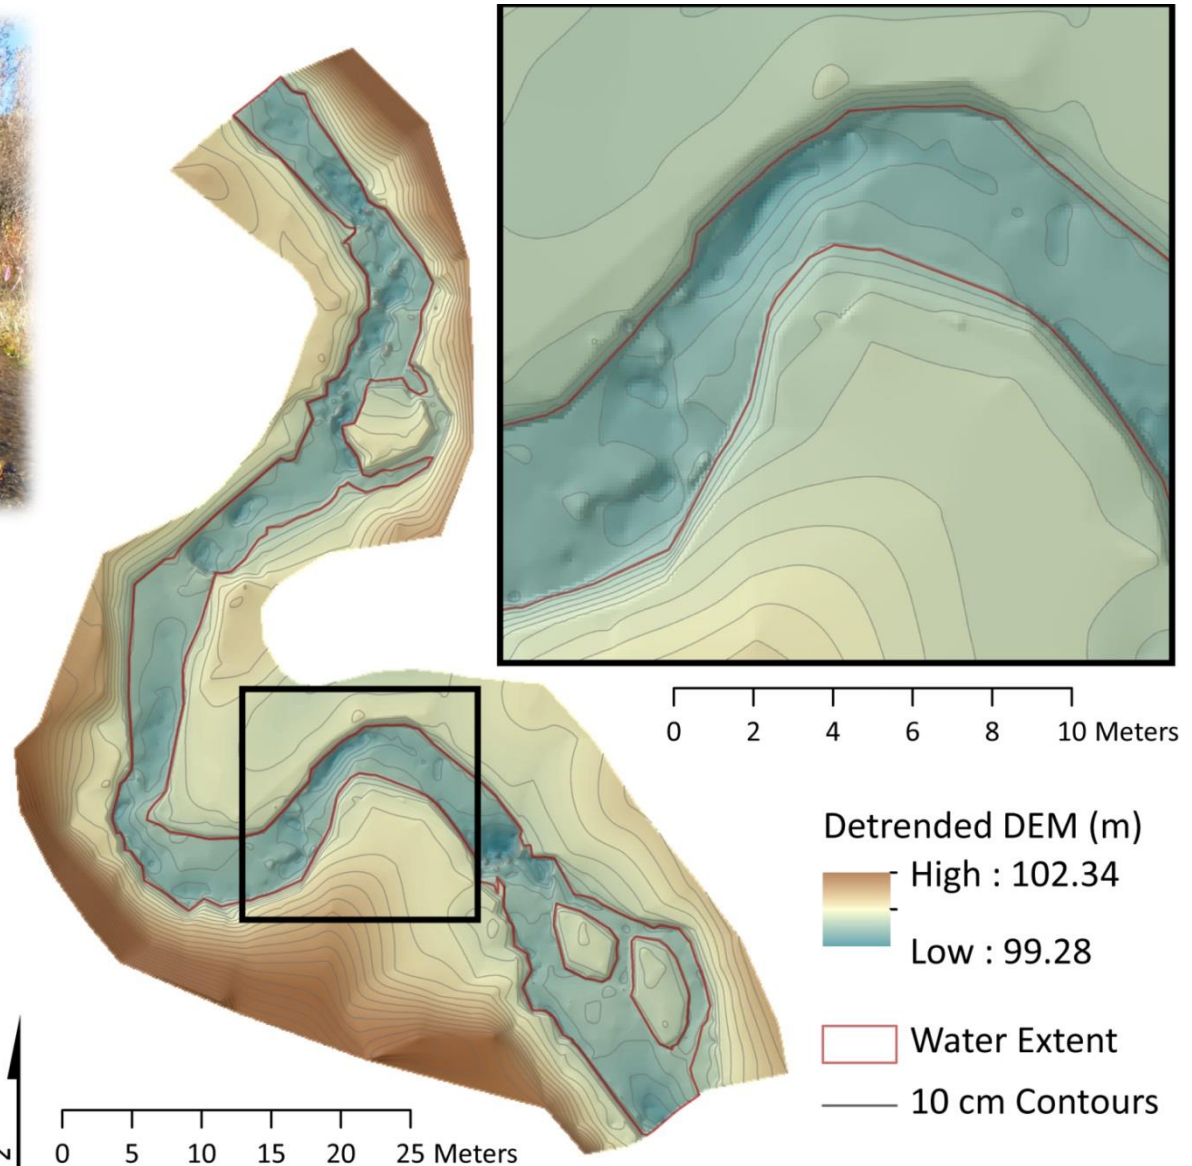 0 2 4 6 8 10 Meters
Detrended DEM (m)
High : 102.34
Low : 99.28
Water Extent
10 cm Contours
0 5 10 15 20 25 Meters